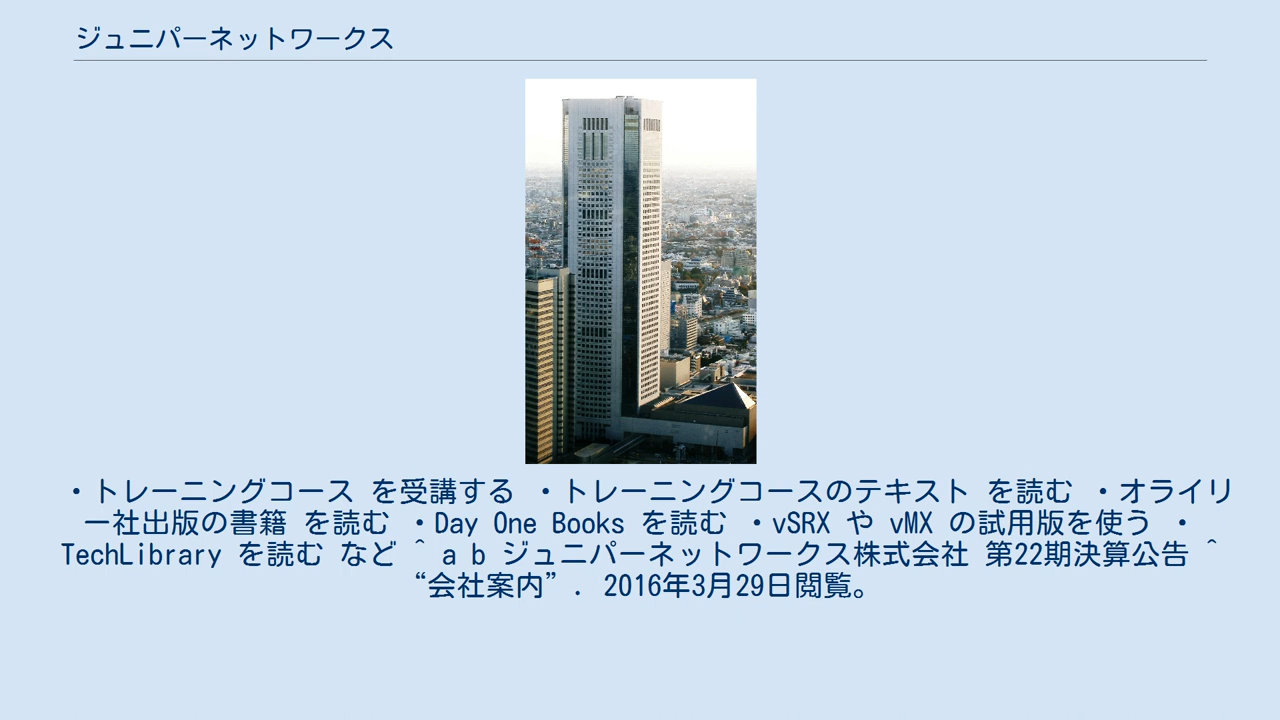 ジュニパーネットワークス
・トレーニングコース を受講する ・トレーニングコースのテキスト を読む ・オライリ
ー社出版の書籍 を読む ・Day One Books を読む ・vSRX や vMX の試用版を使う ・
TechLibrary を読む など ^ a b ジュニパーネットワークス株式会社 第22期決算公告 ^
“会社案内”. 2016年3月29日閲覧。